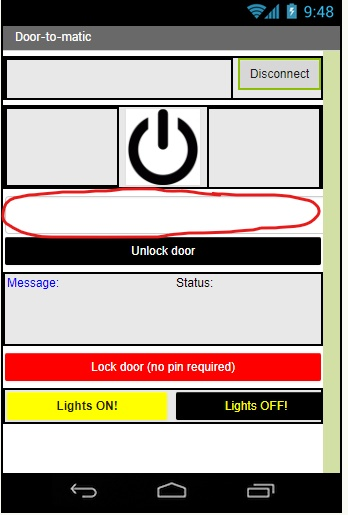 9:48
Door-to-matic
Disconnect
Unlock door
Message: Status:
Lock door (no pin required)
Lights ON! Lights OFF!